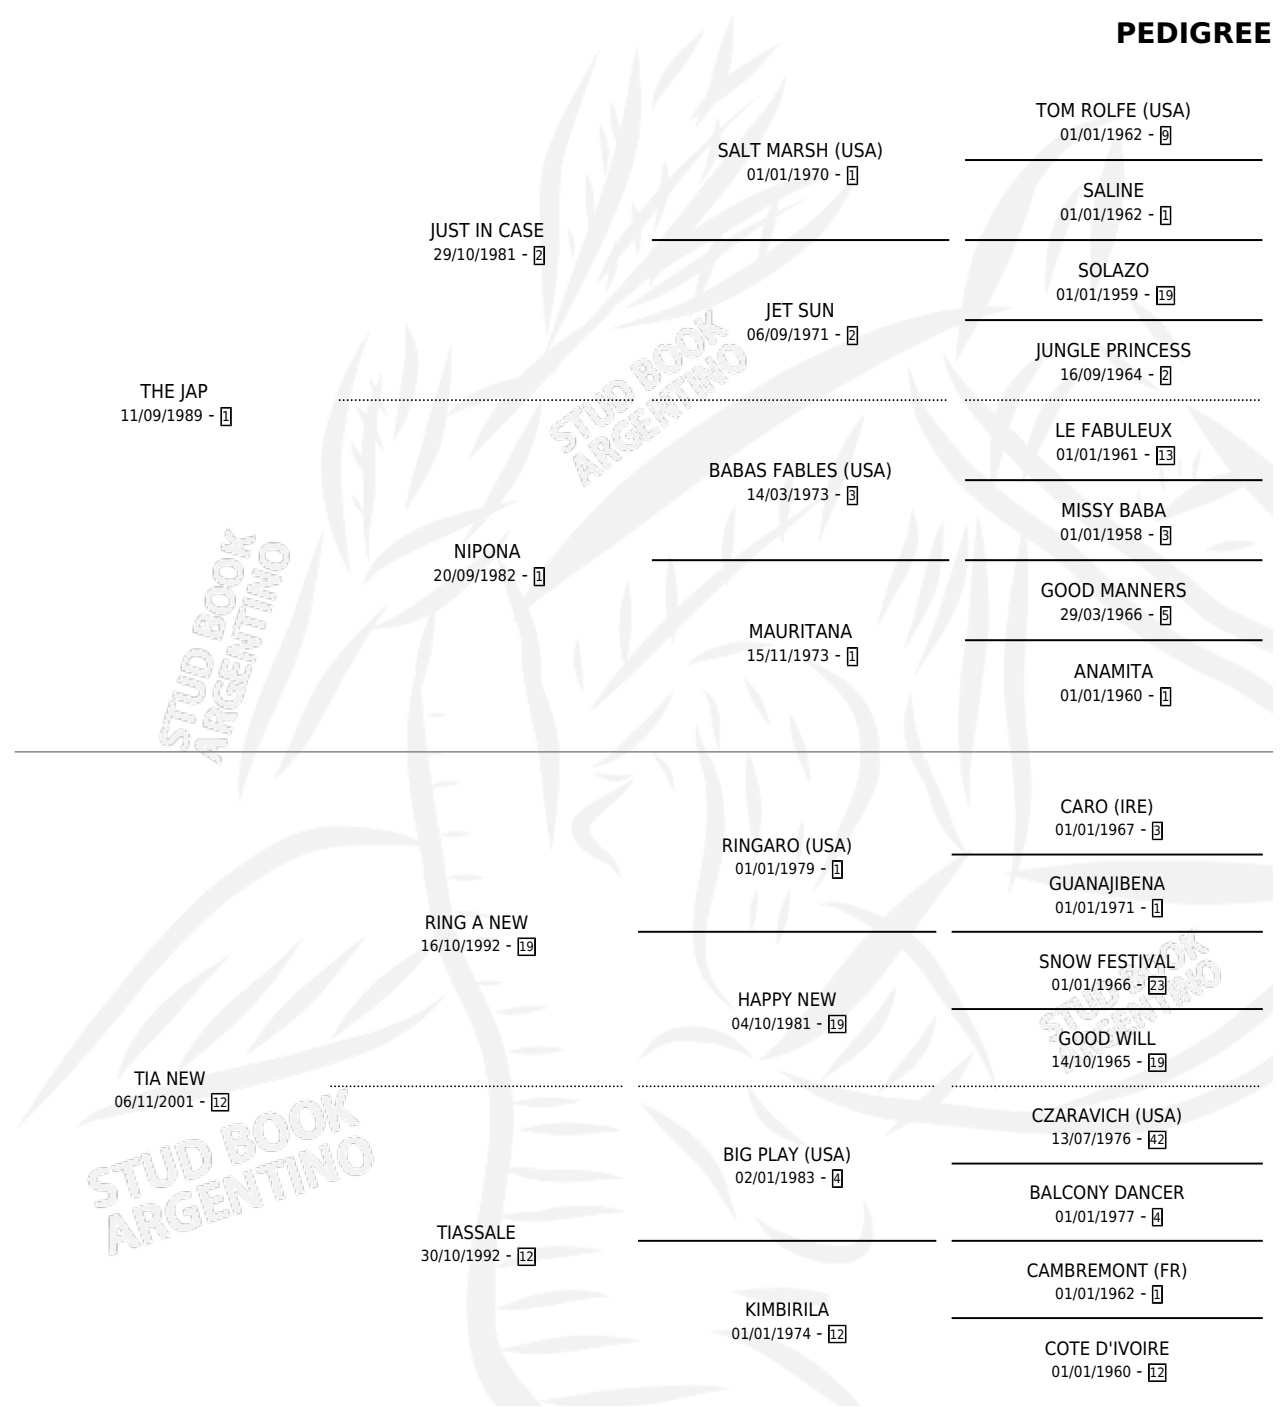 PEDIGREE
TOM ROLFE (USA)
01/01/1962 - 9
SALT MARSH (USA)
01/01/1970 - 1
SALINE
01/01/1962 - 1
JUST IN CASE
29/10/1981 - 2
SOLAZO
01/01/1959 - 19
JET SUN
06/09/1971 - 2
JUNGLE PRINCESS
16/09/1964 - 2
THE JAP
11/09/1989 - 1
STUD BOOK
ARGENTINO
LE FABULEUX
01/01/1961 - 13
BABAS FABLES (USA)
14/03/1973 - 3
MISSY BABA
01/01/1958 - 3
NIPONA
20/09/1982 - 1
GOOD MANNERS
29/03/1966 - 5
MAURITANA
15/11/1973 - 1
ANAMITA
01/01/1960 - 1
STUD BOOK
ARGENTINO
CARO (IRE)
01/01/1967 - 3
RINGARO (USA)
01/01/1979 - 1
GUANAJIBENA
01/01/1971 - 1
RING A NEW
16/10/1992 - 19
SNOW FESTIVAL
01/01/1966 - 23
HAPPY NEW
04/10/1981 - 19
STUD BOOK
ARGENTINO
GOOD WILL
14/10/1965 - 19
TIA NEW
06/11/2001 - 12
CZARAVICH (USA)
13/07/1976 - 42
BIG PLAY (USA)
02/01/1983 - 4
BALCONY DANCER
01/01/1977 - 4
STUD BOOK
ARGENTINO
TIASSALE
30/10/1992 - 12
CAMBREMONT (FR)
01/01/1962 - 1
KIMBIRILA
01/01/1974 - 12
COTE D'IVOIRE
01/01/1960 - 12